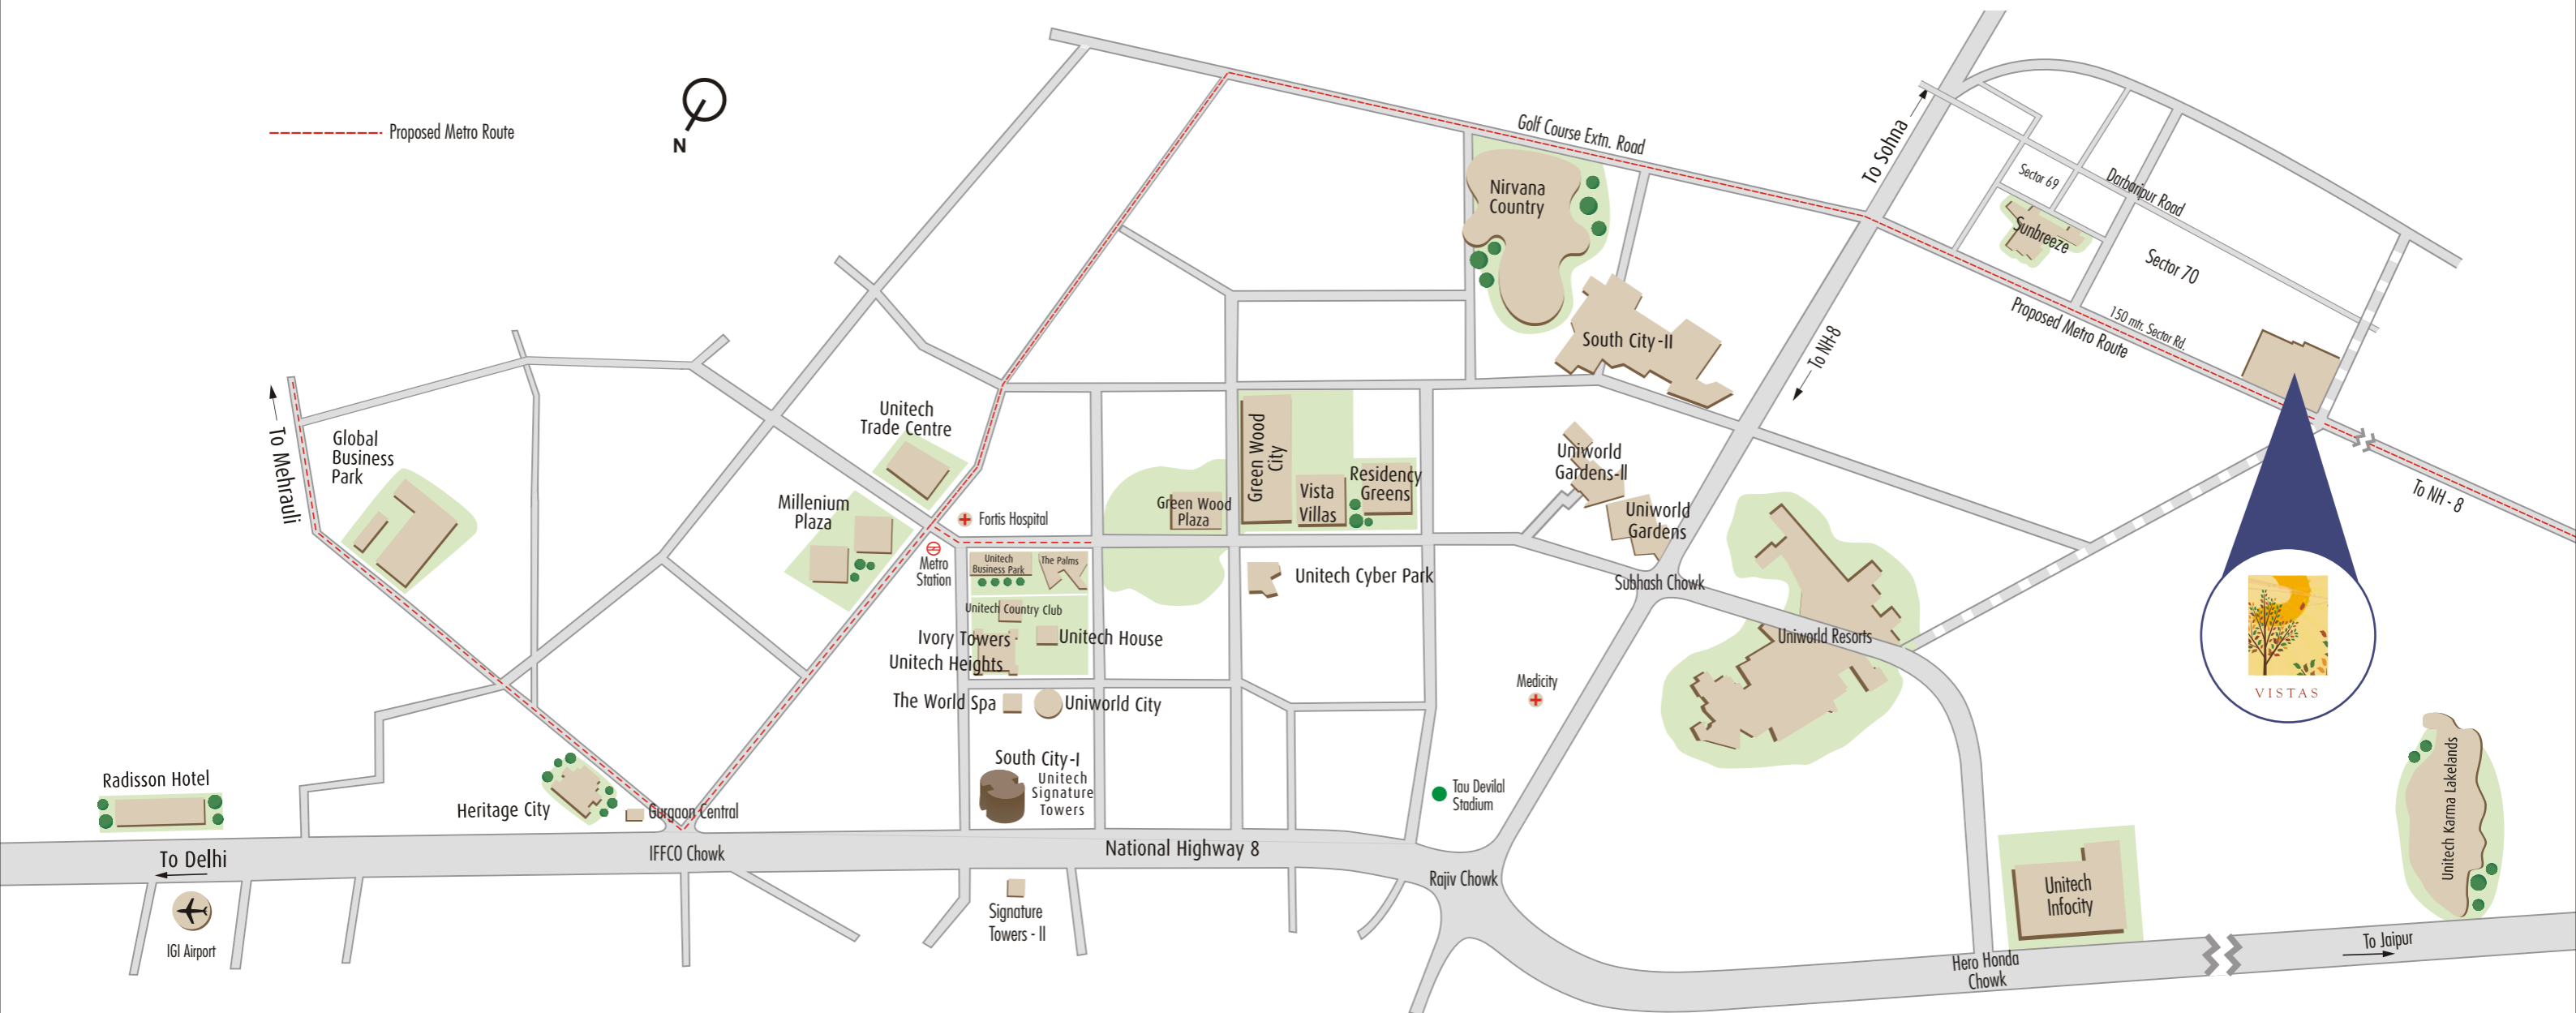 Proposed Metro Route
N
Golf Course Extn. Road
To Sohna
Nirvana
Country
Sector 69
Darbaripur Road
Sunbreeze
Sector 70
150 mtr. Sector Rd.
Proposed Metro Route
To NH-8
South City-II
To NH - 8
To Mehrauli
Global
Business
Park
Unitech
Trade Centre
Millenium
Plaza
Fortis Hospital
Metro
Station
Green Wood
Plaza
Green Wood
City
Vista
Villas
Residency
Greens
Uniworld
Gardens-II
Uniworld
Gardens
Unitech
Business Park
The Palms
Unitech Country Club
Ivory Towers
Unitech House
Unitech Heights
Unitech Cyber Park
Subhash Chowk
Uniworld Resorts
The World Spa
Uniworld City
Medicity
VISTAS
South City-I
Unitech
Signature
Towers
Tau Devilal
Stadium
Radisson Hotel
Heritage City
Gurgaon Central
To Delhi
IFFCO Chowk
National Highway 8
Rajiv Chowk
IGI Airport
Signature
Towers - II
Unitech
Infocity
Unitech Karma Lakelands
Hero Honda
Chowk
To Jaipur